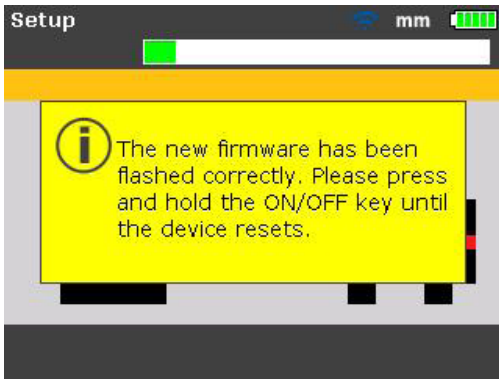 Setup
mm
The new firmware has been
flashed correctly. Please press
and hold the ON/OFF key until
the device resets.